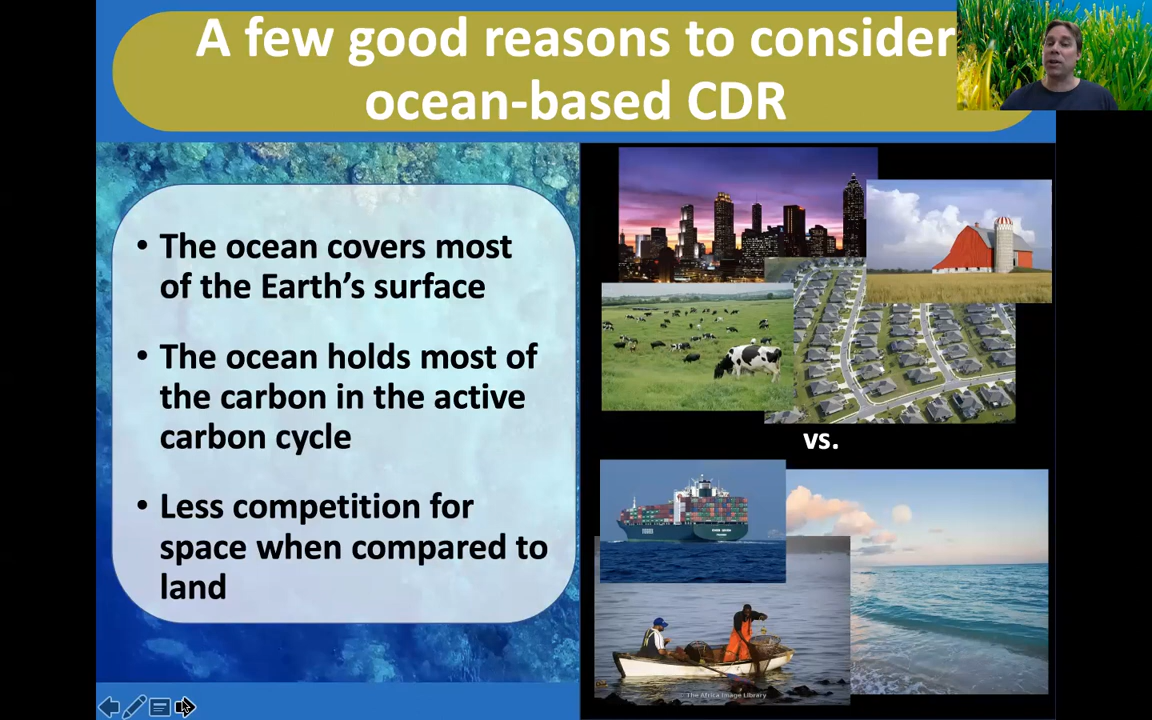 A few good reasons to consider
ocean-based CDR
• The ocean covers most
of the Earth’s surface
• The ocean holds most of
the carbon in the active
carbon cycle
• Less competition for
space when compared to
land
vs.
© The Africa Image Library